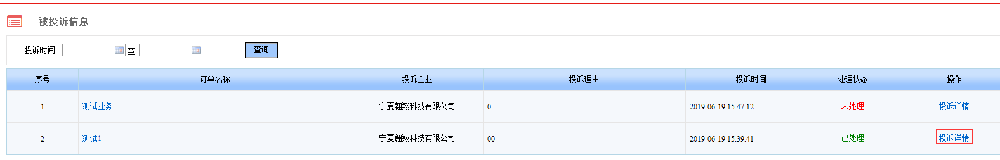 被投诉信息
投诉时间: 至 查询
序号 订单名称 投诉企业 投诉理由 投诉时间 处理状态 操作
1 测试业务 宁夏翱翔科技有限公司 0 2019-06-19 15:47:12 未处理 投诉详情
2 测试1 宁夏翱翔科技有限公司 00 2019-06-19 15:39:41 已处理 投诉详情